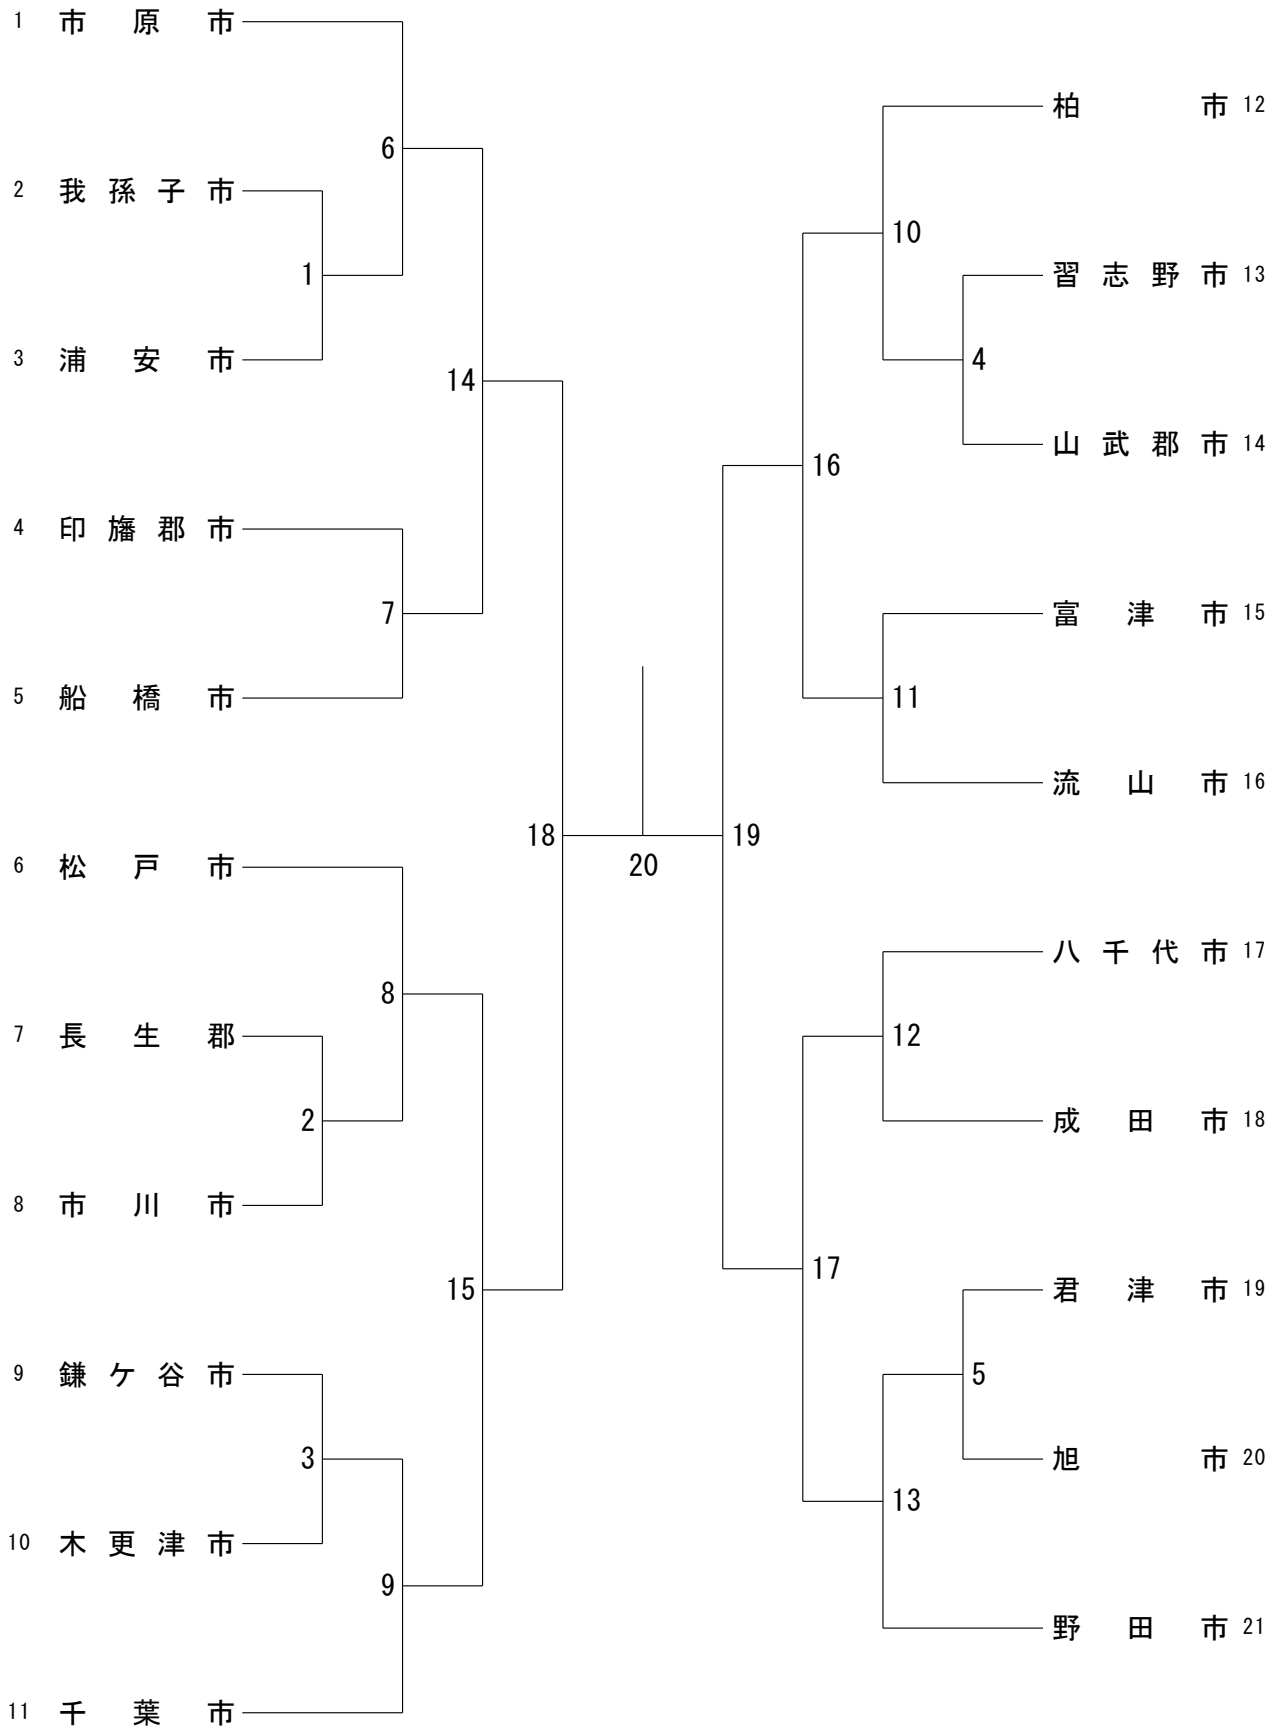 1 市原市
6
2 我孫子市
1
3 浦安市
14
4 印旛郡市
7
5 船橋市
18
6 松戸市
8
7 長生郡
2
8 市川市
15
9 鎌ケ谷市
3
10 木更津市
9
11 千葉市
20
柏市 12
10
習志野市 13
4
山武郡市 14
16
富津市 15
11
流山市 16
19
八千代市 17
12
成田市 18
17
君津市 19
5
旭市 20
13
野田市 21